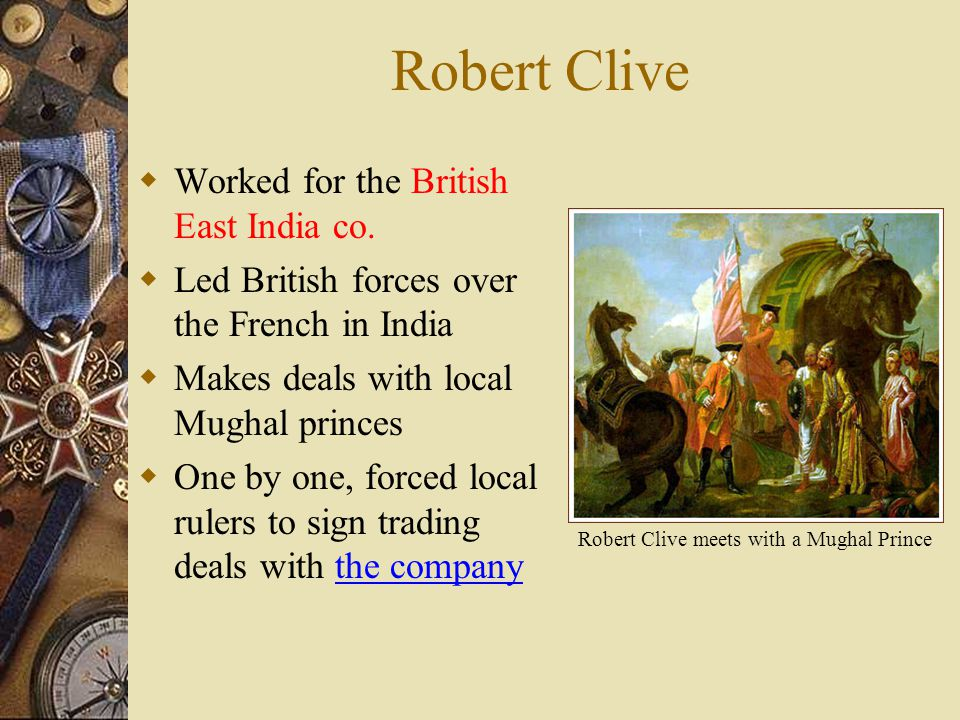 Robert Clive
Worked for the British
East India co.
Led British forces over
the French in India
Makes deals with local
Mughal princes
One by one, forced local
rulers to sign trading
deals with the company
Robert Clive meets with a Mughal Prince